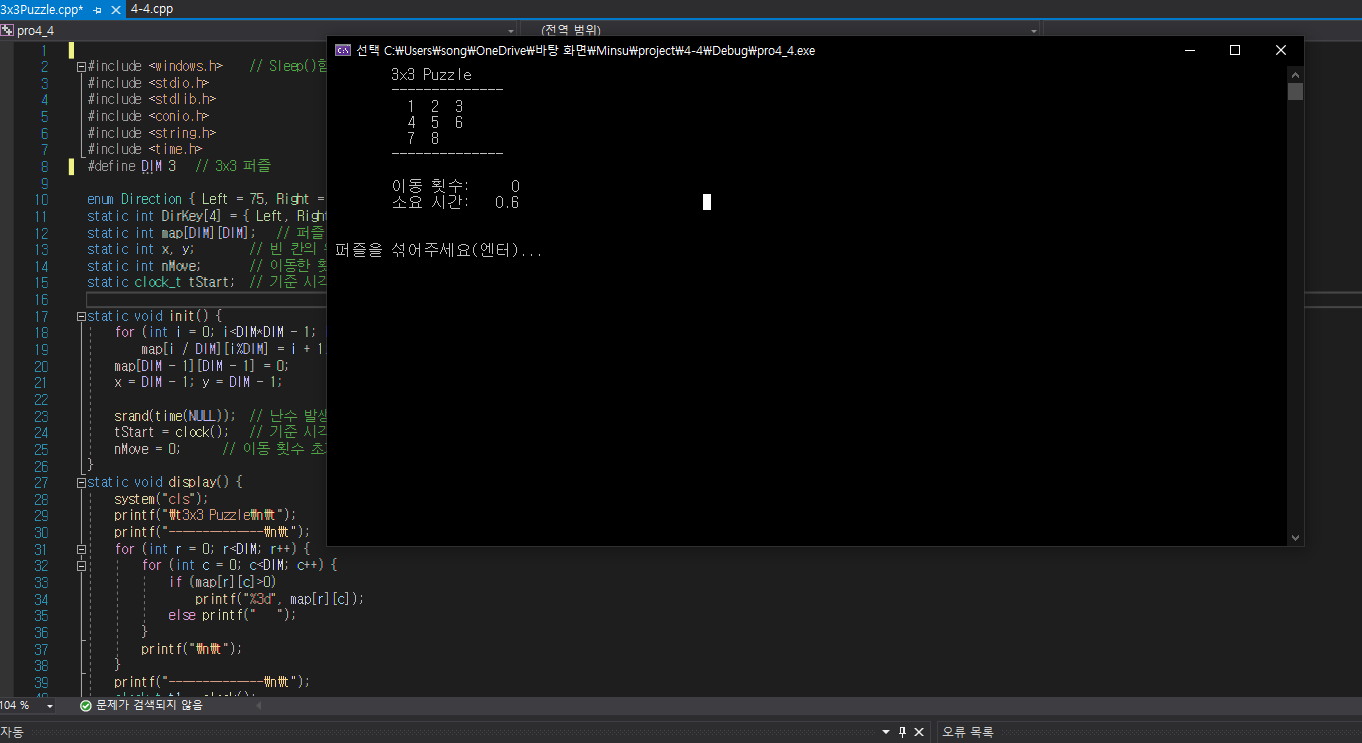 3x3Puzzle.cpp* 4-4.cpp
pro4_4 (전역 범위)
선택 C:₩Users₩song₩OneDrive₩바탕 화면₩Minsu₩project₩4-4₩Debug₩pro4_4.exe
3x3 Puzzle
--------------
1 2 3
4 5 6
7 8
--------------
이동 횟수: 0
소요 시간: 0.6
퍼즐을 섞어주세요(엔터)...
1
2 #include <windows.h> // Sleep()함
3 #include <stdio.h>
4 #include <stdlib.h>
5 #include <conio.h>
6 #include <string.h>
7 #include <time.h>
8 #define DIM 3 // 3x3 퍼즐
9
10 enum Direction { Left = 75, Right =
11 static int DirKey[4] = { Left, Right
12 static int map[DIM][DIM]; // 퍼즐
13 static int x, y; // 빈 칸의
14 static int nMove; // 이동한
15 static clock_t tStart; // 기준 시각
16
17 static void init() {
18 for (int i = 0; i<DIM*DIM - 1;
19 map[i / DIM][i%DIM] = i + 1
20 map[DIM - 1][DIM - 1] = 0;
21 x = DIM - 1; y = DIM - 1;
22
23 srand(time(NULL)); // 난수 발생
24 tStart = clock(); // 기준 시각
25 nMove = 0; // 이동 횟수
26 }
27 static void display() {
28 system("cls");
29 printf("₩t3x3 Puzzle₩n₩t");
30 printf("--------------₩n₩t");
31 for (int r = 0; r<DIM; r++) {
32 for (int c = 0; c<DIM; c++) {
33 if (map[r][c]>0)
34 printf("%3d", map[r][c]);
35 else printf("   ");
36 }
37 printf("₩n₩t");
38 }
39 printf("--------------₩n₩t");
104 % 문제가 검색되지 않음
자동 오류 목록